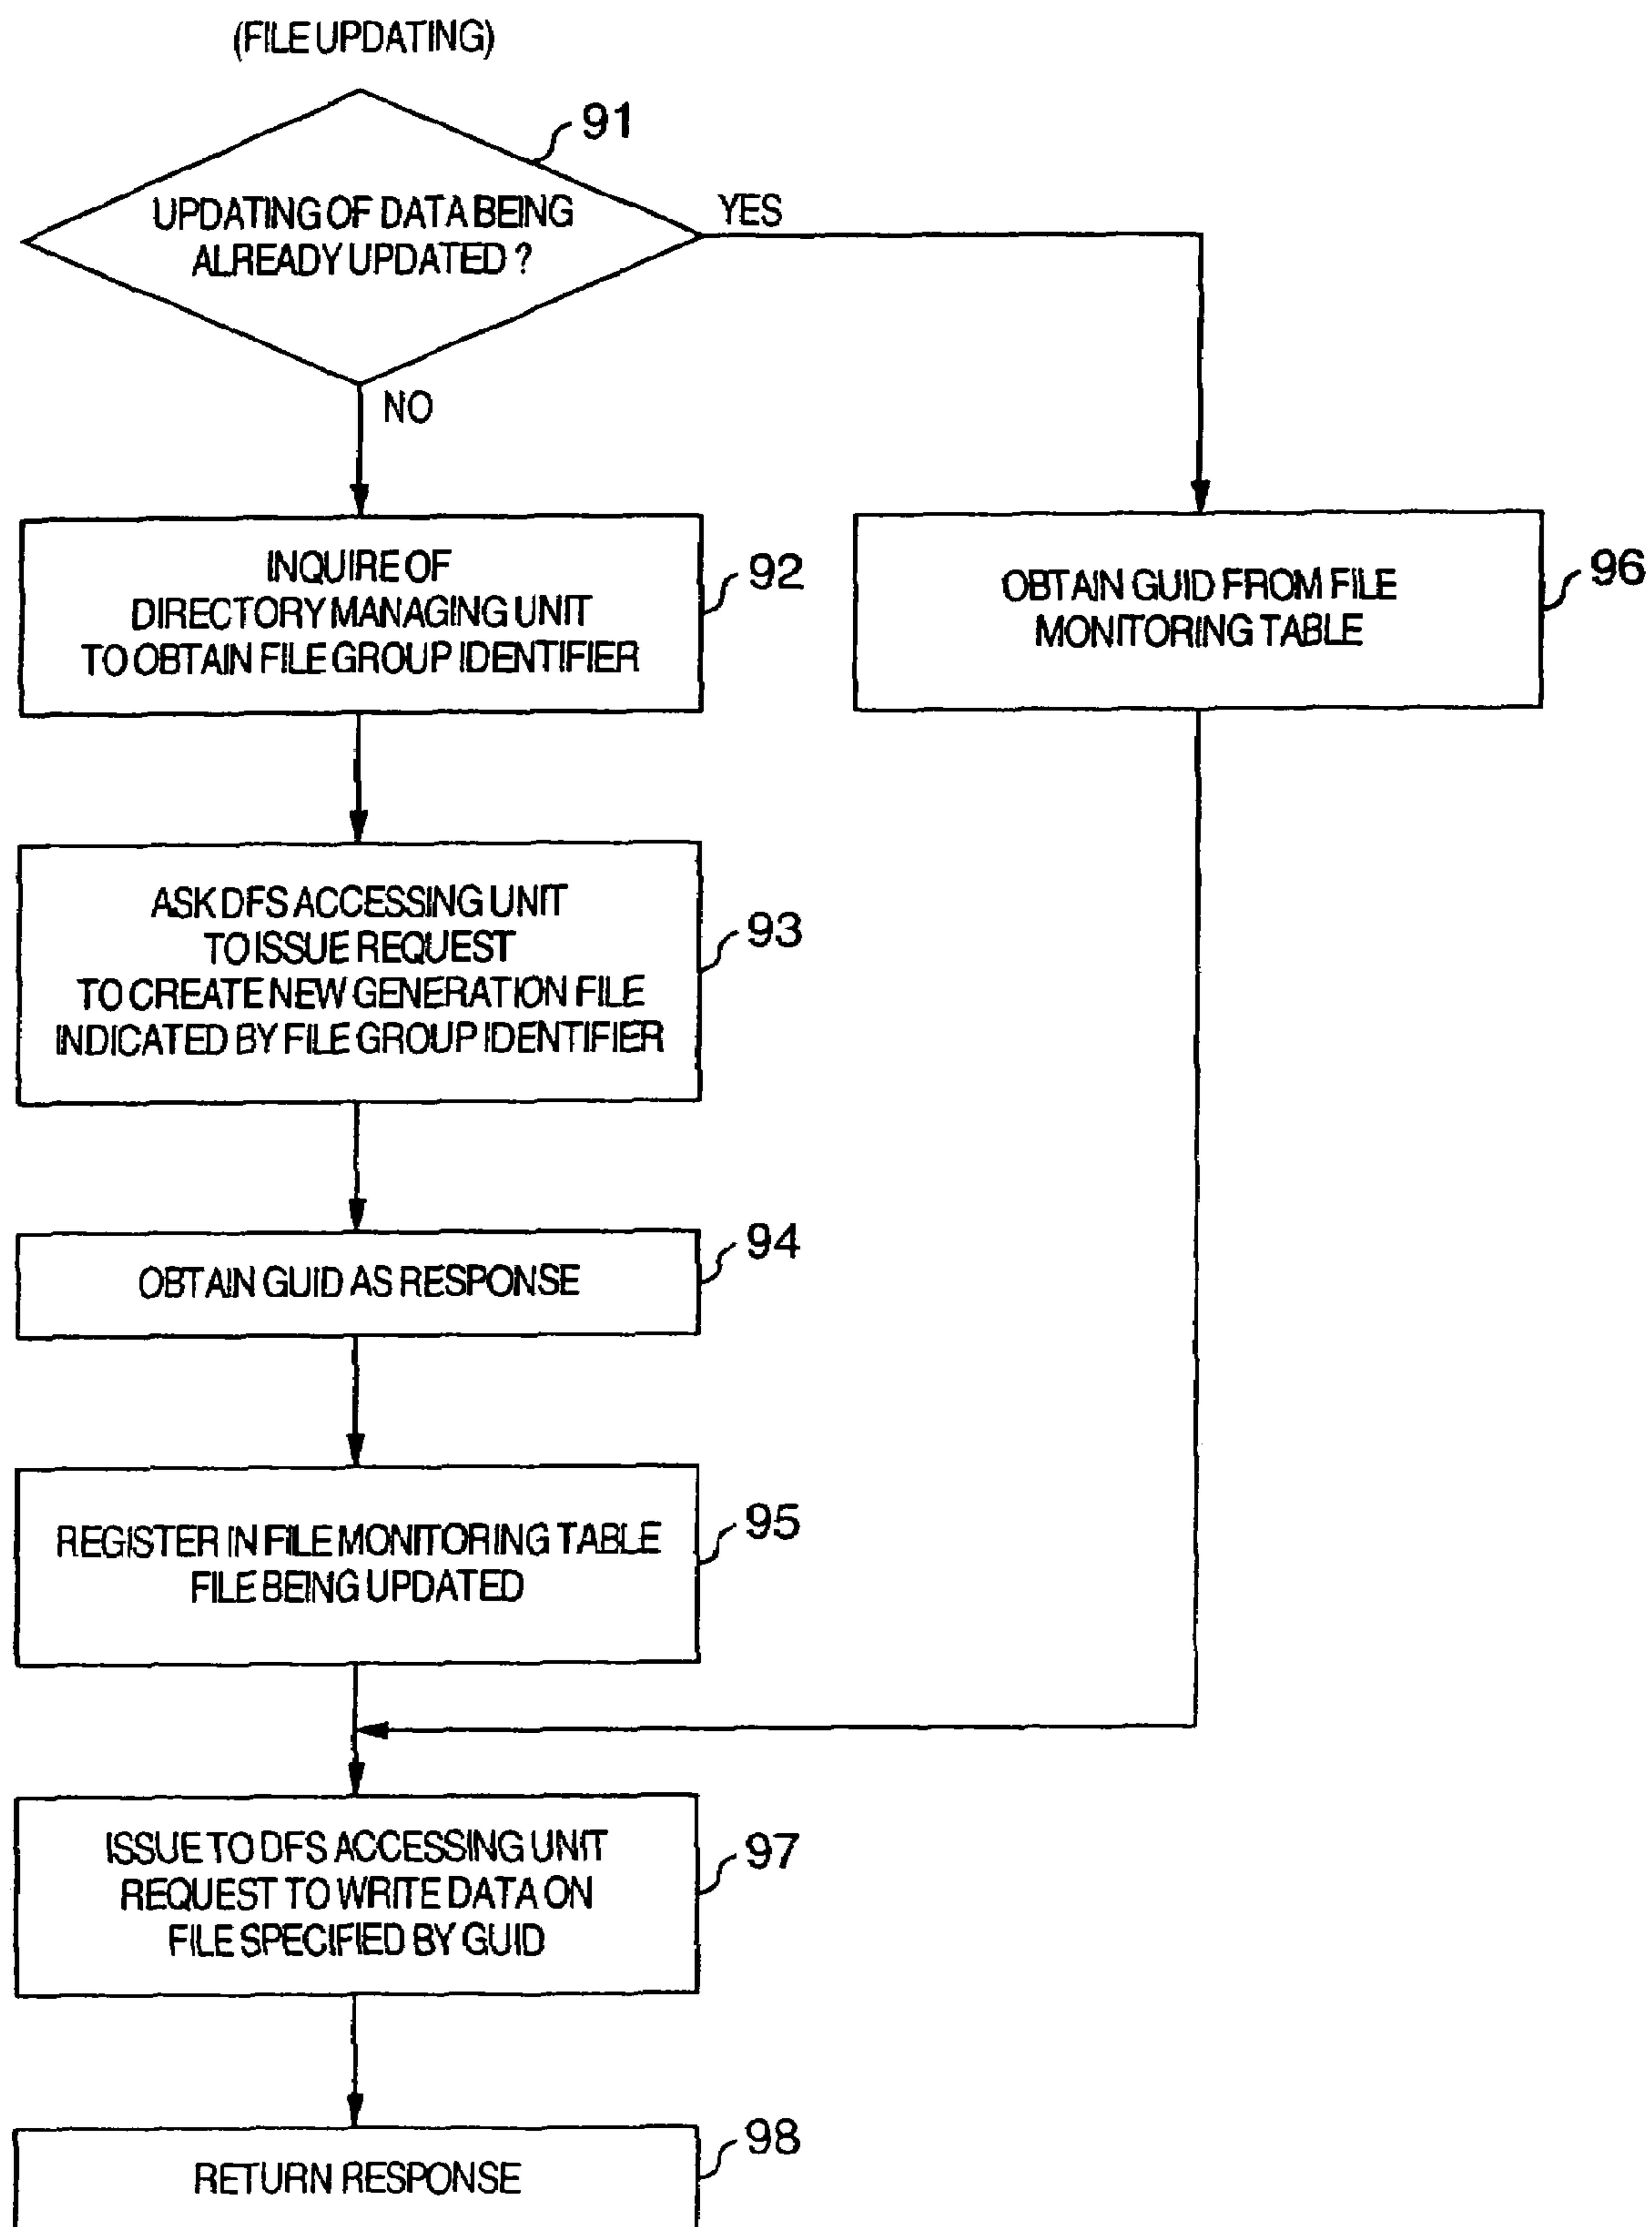 (FILE UPDATING)
91
UPDATING OF DATA BEING
ALREADY UPDATED ?
YES
NO
INQUIRE OF
DIRECTORY MANAGING UNIT
TO OBTAIN FILE GROUP IDENTIFIER
92
OBTAIN GUID FROM FILE
MONITORING TABLE
96
ASK DFS ACCESSING UNIT
TO ISSUE REQUEST
TO CREATE NEW GENERATION FILE
INDICATED BY FILE GROUP IDENTIFIER
93
OBTAIN GUID AS RESPONSE
94
REGISTER IN FILE MONITORING TABLE
FILE BEING UPDATED
95
ISSUE TO DFS ACCESSING UNIT
REQUEST TO WRITE DATA ON
FILE SPECIFIED BY GUID
97
RETURN RESPONSE
98